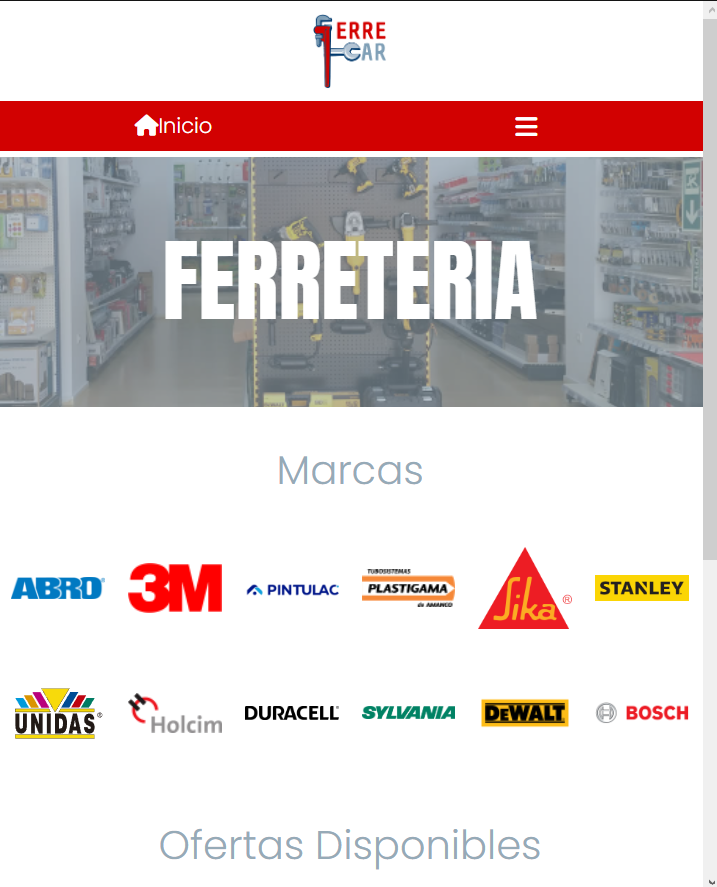 FERRE
CAR
Inicio
FERRETERIA
Marcas
ABRO®
3M
PINTULAC
TUBOSISTEMAS
PLASTIGAMA
de AMANCO
Sika®
STANLEY
UNIDAS®
Holcim
DURACELL
SYLVANIA
DEWALT
BOSCH
Ofertas Disponibles